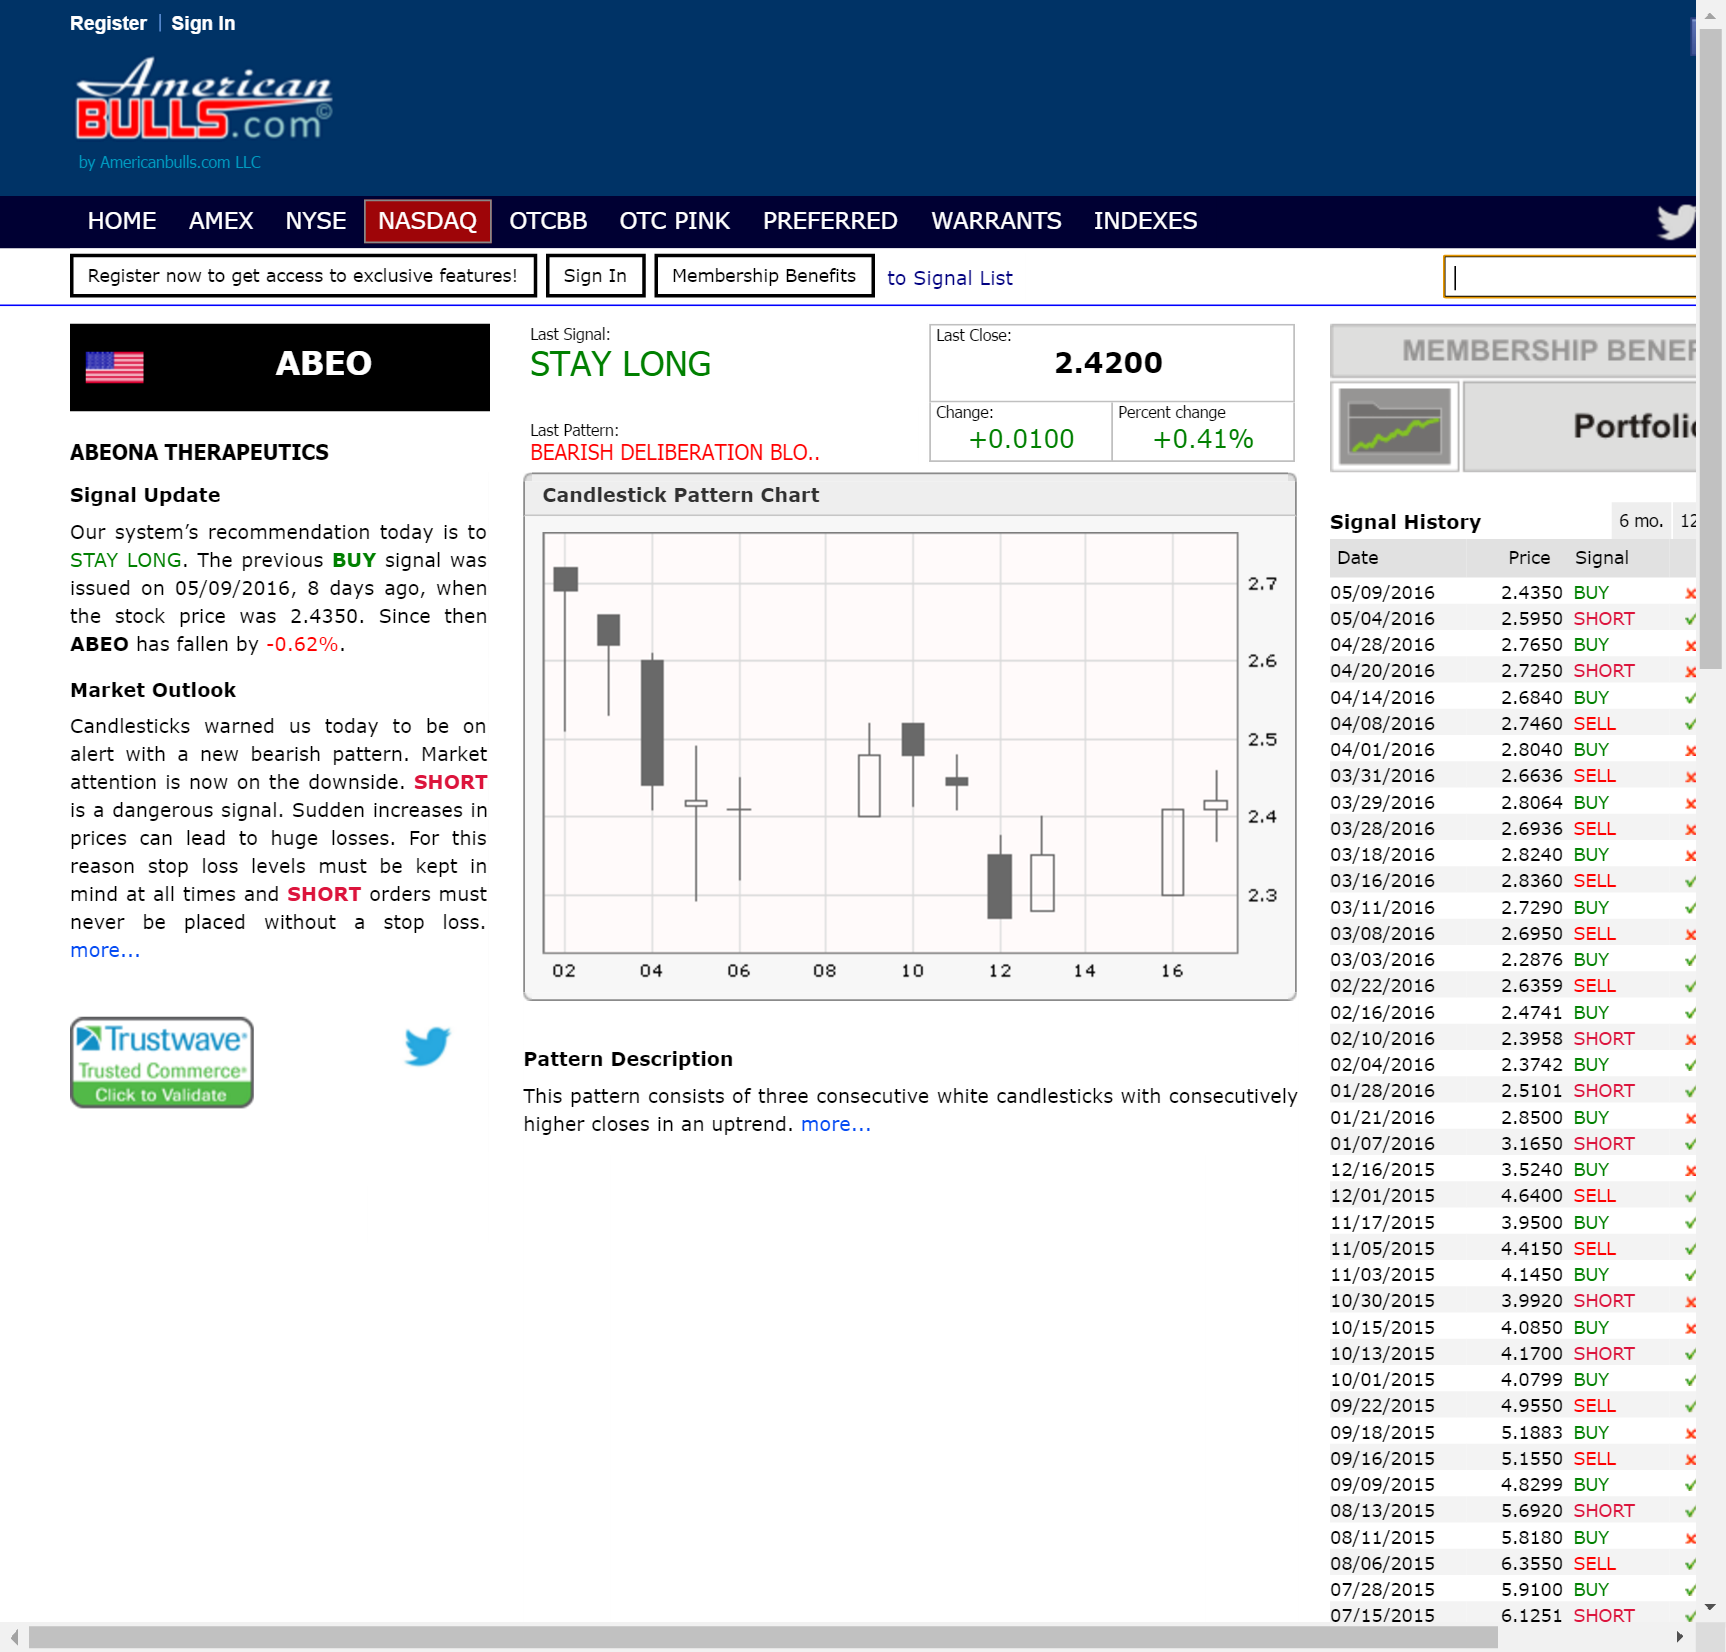 Register | Sign In
American
BULLS.com©
by Americanbulls.com LLC
HOME AMEX NYSE NASDAQ OTCBB OTC PINK PREFERRED WARRANTS INDEXES
Register now to get access to exclusive features! Sign In Membership Benefits to Signal List
ABEO
ABEONA THERAPEUTICS
Signal Update
Our system’s recommendation today is to
STAY LONG. The previous BUY signal was
issued on 05/09/2016, 8 days ago, when
the stock price was 2.4350. Since then
ABEO has fallen by -0.62%.
Market Outlook
Candlesticks warned us today to be on
alert with a new bearish pattern. Market
attention is now on the downside. SHORT
is a dangerous signal. Sudden increases in
prices can lead to huge losses. For this
reason stop loss levels must be kept in
mind at all times and SHORT orders must
never be placed without a stop loss.
more...
Trustwave®
Trusted Commerce®
Click to Validate
Last Signal:
STAY LONG
Last Pattern:
BEARISH DELIBERATION BLO..
Last Close:
2.4200
Change: Percent change
+0.0100 +0.41%
Candlestick Pattern Chart
2.7
2.6
2.5
2.4
2.3
02 04 06 08 10 12 14 16
Pattern Description
This pattern consists of three consecutive white candlesticks with consecutively
higher closes in an uptrend. more...
MEMBERSHIP
Signal History 6 mo. 12
Date Price Signal
05/09/2016 2.4350 BUY
05/04/2016 2.5950 SHORT
04/28/2016 2.7650 BUY
04/20/2016 2.7250 SHORT
04/14/2016 2.6840 BUY
04/08/2016 2.7460 SELL
04/01/2016 2.8040 BUY
03/31/2016 2.6636 SELL
03/29/2016 2.8064 BUY
03/28/2016 2.6936 SELL
03/18/2016 2.8240 BUY
03/16/2016 2.8360 SELL
03/11/2016 2.7290 BUY
03/08/2016 2.6950 SELL
03/03/2016 2.2876 BUY
02/22/2016 2.6359 SELL
02/16/2016 2.4741 BUY
02/10/2016 2.3958 SHORT
02/04/2016 2.3742 BUY
01/28/2016 2.5101 SHORT
01/21/2016 2.8500 BUY
01/07/2016 3.1650 SHORT
12/16/2015 3.5240 BUY
12/01/2015 4.6400 SELL
11/17/2015 3.9500 BUY
11/05/2015 4.4150 SELL
11/03/2015 4.1450 BUY
10/30/2015 3.9920 SHORT
10/15/2015 4.0850 BUY
10/13/2015 4.1700 SHORT
10/01/2015 4.0799 BUY
09/22/2015 4.9550 SELL
09/18/2015 5.1883 BUY
09/16/2015 5.1550 SELL
09/09/2015 4.8299 BUY
08/13/2015 5.6920 SHORT
08/11/2015 5.8180 BUY
08/06/2015 6.3550 SELL
07/28/2015 5.9100 BUY
07/15/2015 6.1251 SHORT